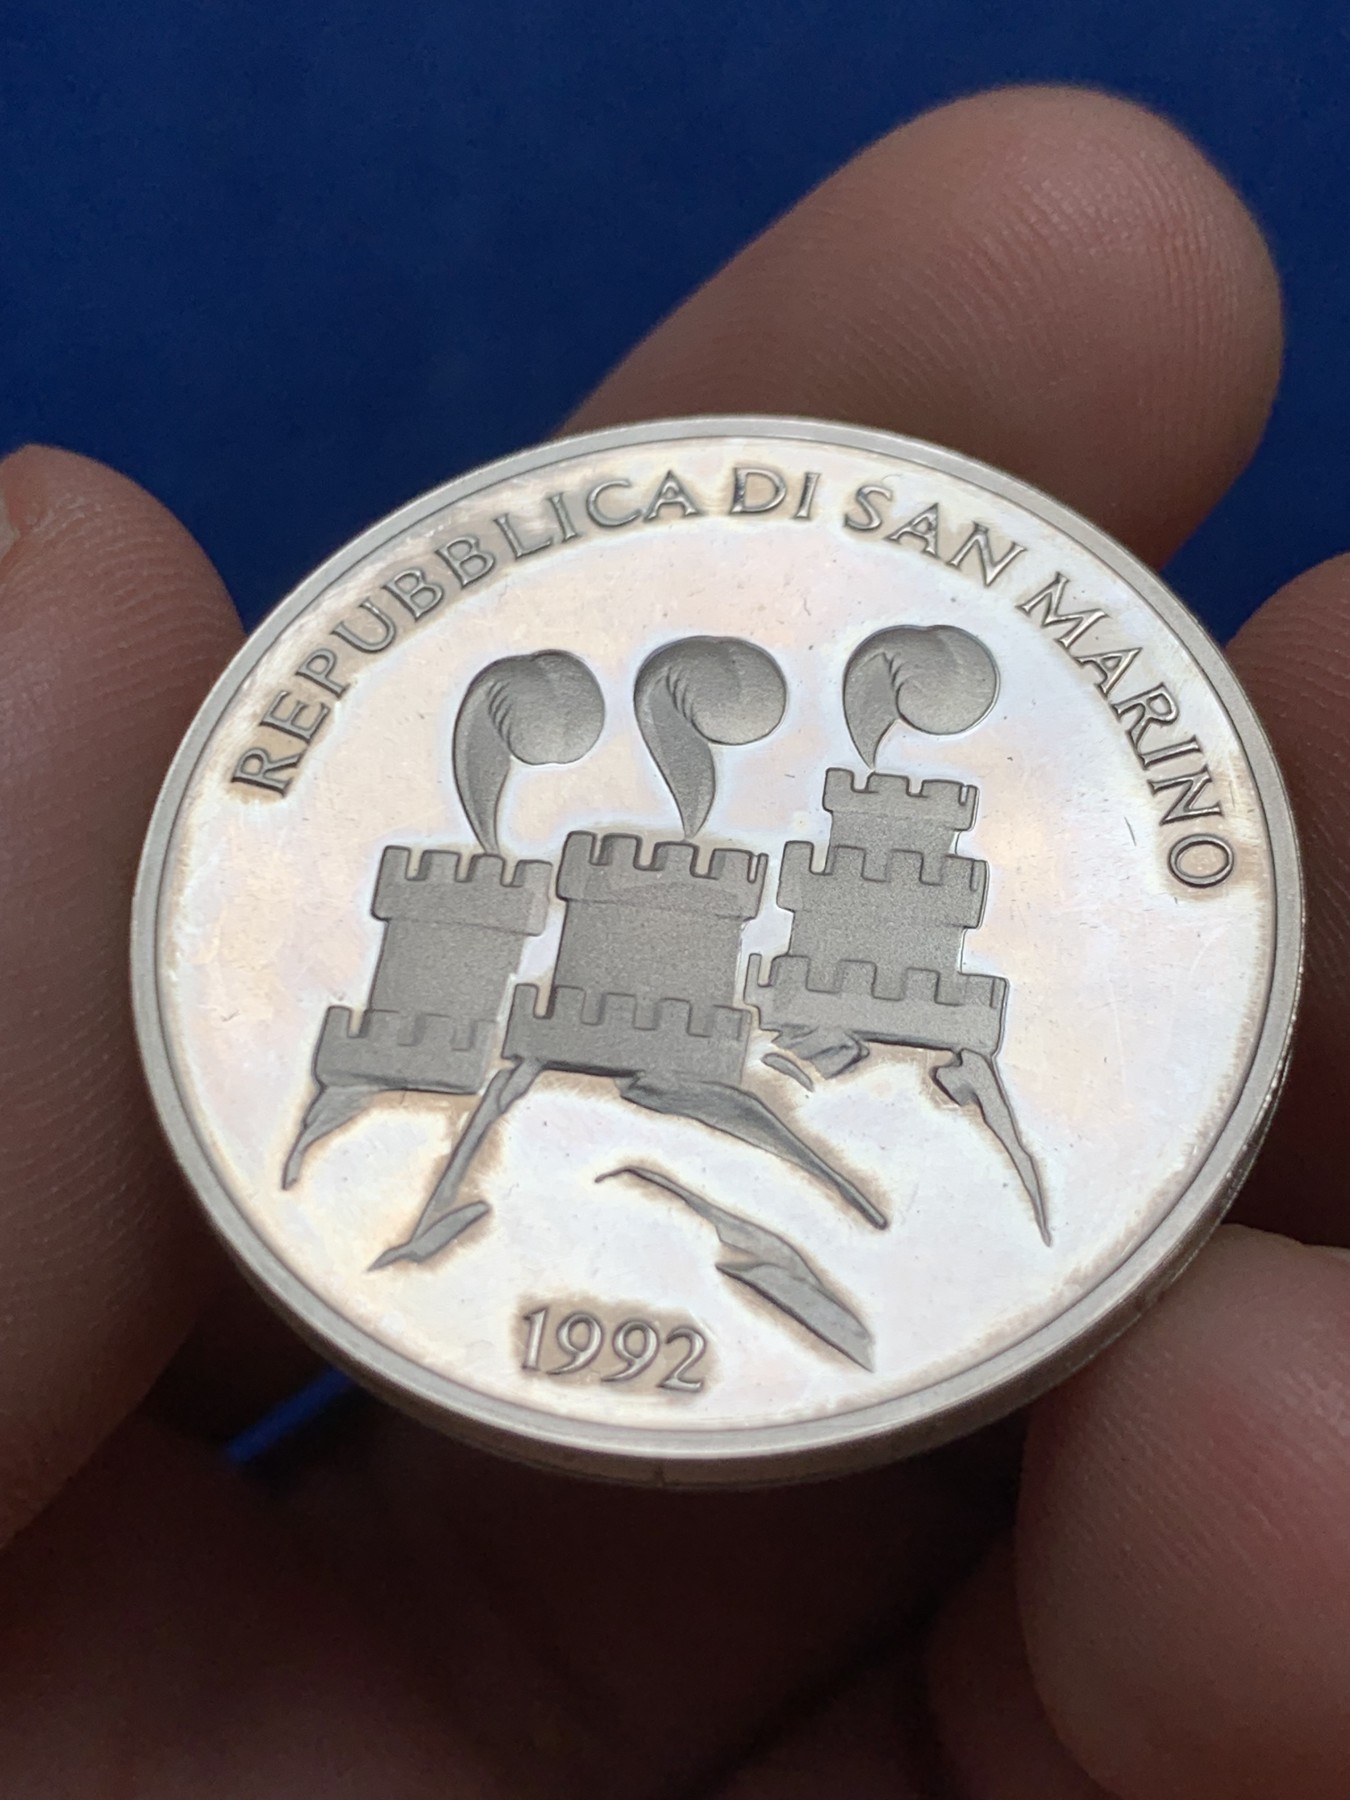 REPUBBLICA DI SAN MARINO
1992